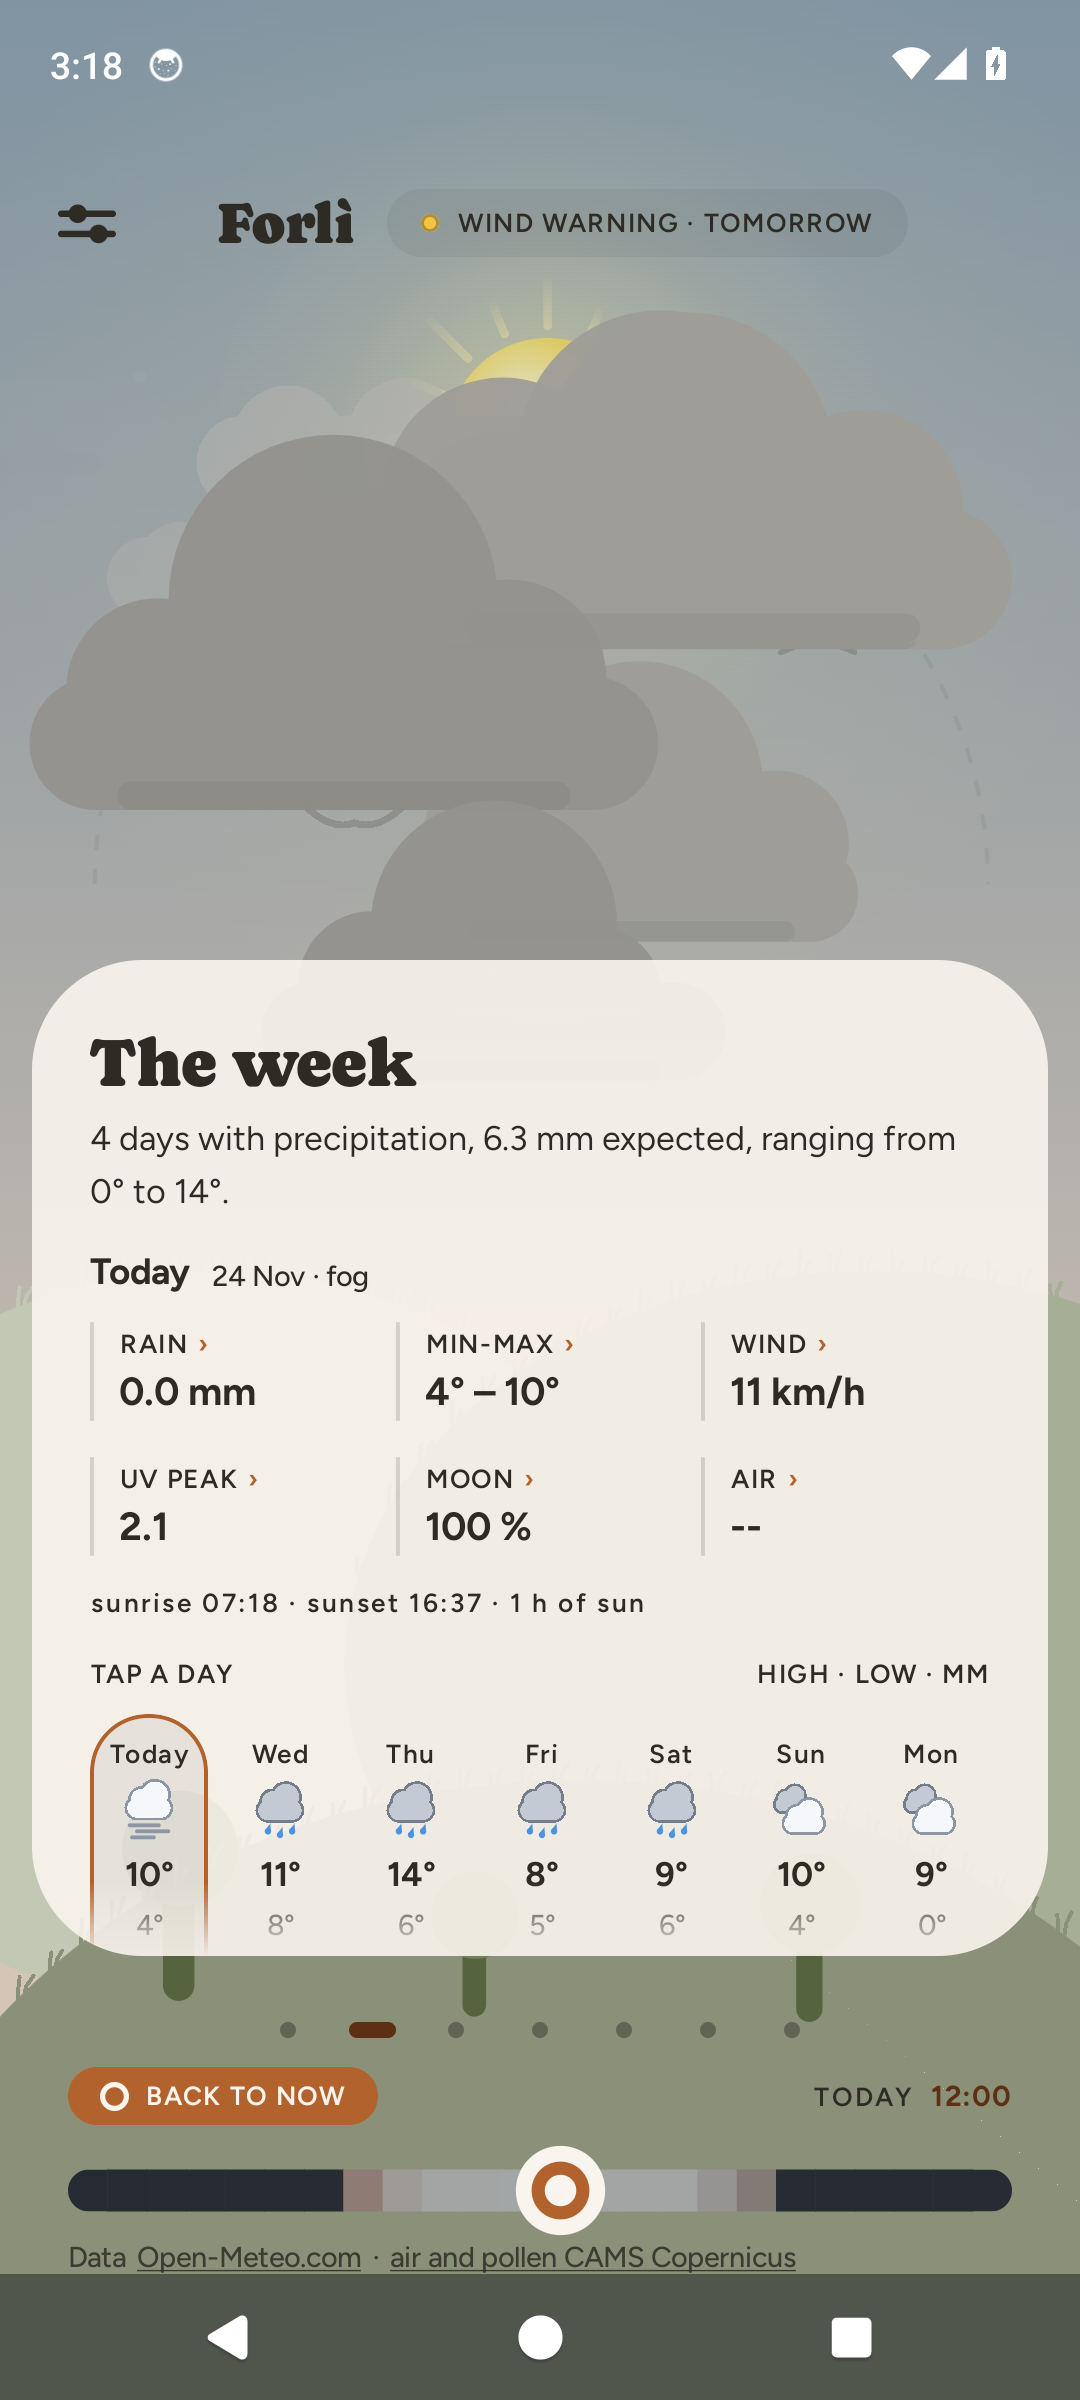 3:18
Forlì
WIND WARNING · TOMORROW
The week
4 days with precipitation, 6.3 mm expected, ranging from
0° to 14°.
Today 24 Nov · fog
RAIN › MIN-MAX › WIND ›
0.0 mm 4° – 10° 11 km/h
UV PEAK › MOON › AIR ›
2.1 100 % --
sunrise 07:18 · sunset 16:37 · 1 h of sun
TAP A DAY HIGH · LOW · MM
Today Wed Thu Fri Sat Sun Mon
10° 11° 14° 8° 9° 10° 9°
4° 8° 6° 5° 6° 4° 0°
BACK TO NOW TODAY 12:00
Data Open-Meteo.com · air and pollen CAMS Copernicus